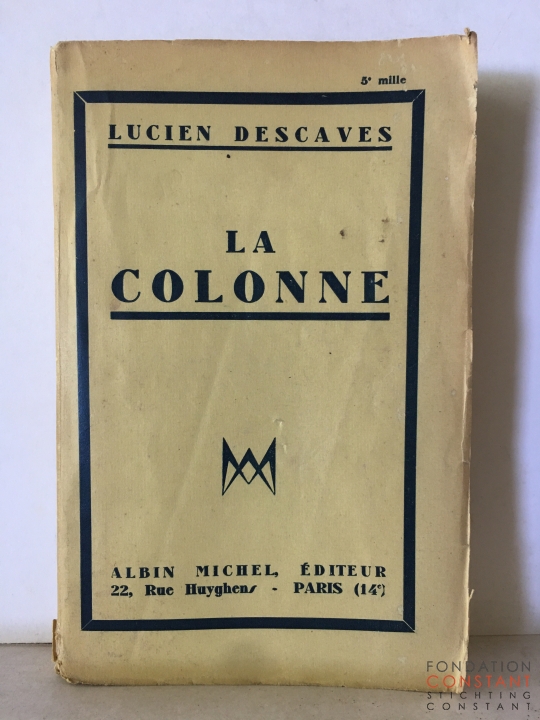 5e mille
LUCIEN DESCAVES
LA
COLONNE
ALBIN MICHEL, ÉDITEUR
22, Rue Huyghens - PARIS (14e)
FONDATION
CONSTANT
STICHTING
CONSTANT